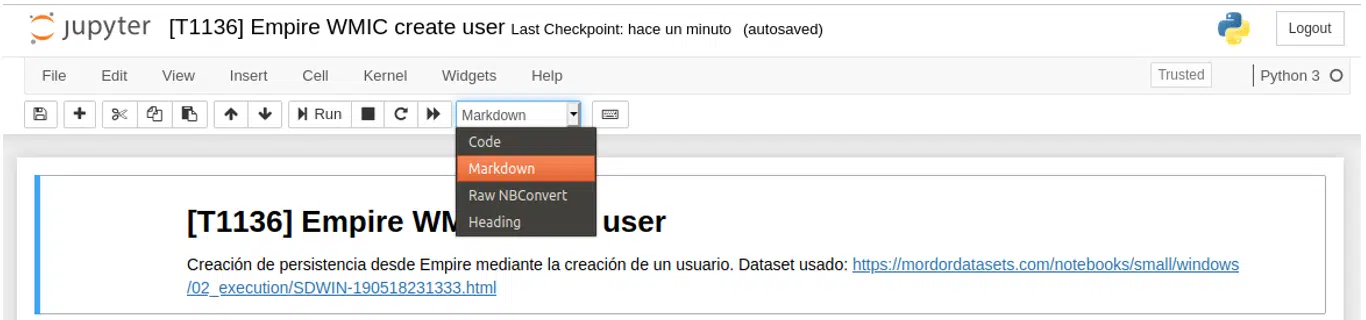 jupyter [T1136] Empire WMIC create user Last Checkpoint: hace un minuto (autosaved) Logout
File Edit View Insert Cell Kernel Widgets Help Trusted Python 3
Run Markdown
Code
Markdown
Raw NBConvert
Heading
[T1136] Empire WM user
Creación de persistencia desde Empire mediante la creación de un usuario. Dataset usado: https://mordordatasets.com/notebooks/small/windows
/02_execution/SDWIN-190518231333.html